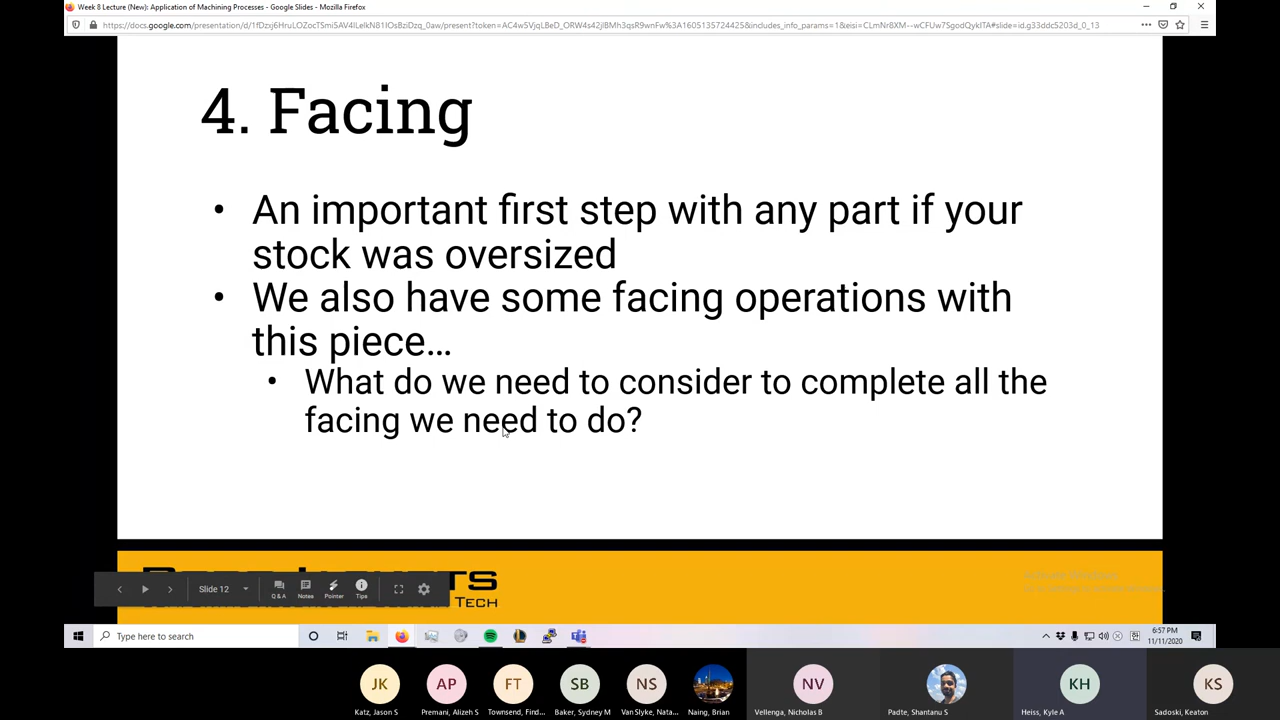 Week 8 Lecture (New): Application of Machining Processes - Google Slides - Mozilla Firefox
4. Facing
• An important first step with any part if your
stock was oversized
• We also have some facing operations with
this piece…
• What do we need to consider to complete all the
facing we need to do?
Slide 12
Q & A
Notes
Pointer
Tips
Tech
Type here to search
6:57 PM
11/11/2020
JK
AP
FT
SB
NS
NV
KH
KS
Katz, Jason S
Premani, Alizeh S
Townsend, Find...
Baker, Sydney M
Van Slyke, Nata...
Naing, Brian
Vellenga, Nicholas B
Padte, Shantanu S
Heiss, Kyle A
Sadoski, Keaton